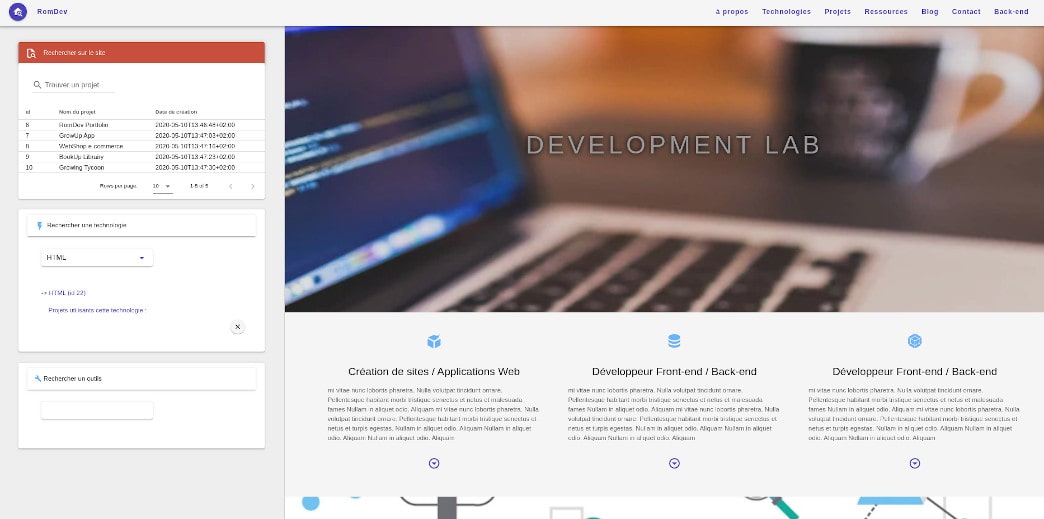 RomDev
à propos Technologies Projets Ressources Blog Contact Back-end
Rechercher sur le site
Trouver un projet
id Nom du projet Date de création
6 RomDev Portfolio 2020-05-10T13:46:48+02:00
7 GrowUp App 2020-05-10T13:47:03+02:00
8 WebShop e-commerce 2020-05-10T13:47:16+02:00
9 BookUp Library 2020-05-10T13:47:23+02:00
10 Growing Tycoon 2020-05-10T13:47:30+02:00
Rows per page: 10 1-5 of 5
Rechercher une technologie
HTML
-> HTML (id 22)
Projets utilisants cette technologie :
Rechercher un outils
DEVELOPMENT LAB
Création de sites / Applications Web
mi vitae nunc lobortis pharetra. Nulla volutpat tincidunt ornare.
Pellentesque habitant morbi tristique senectus et netus et malesuada
fames Nullam in aliquet odio. Aliquam mi vitae nunc lobortis pharetra. Nulla
volutpat tincidunt ornare. Pellentesque habitant morbi tristique senectus et
netus et turpis egestas. Nullam in aliquet odio. Aliquam Nullam in aliquet
odio. Aliquam Nullam in aliquet odio. Aliquam
Développeur Front-end / Back-end
mi vitae nunc lobortis pharetra. Nulla volutpat tincidunt ornare.
Pellentesque habitant morbi tristique senectus et netus et malesuada
fames Nullam in aliquet odio. Aliquam mi vitae nunc lobortis pharetra. Nulla
volutpat tincidunt ornare. Pellentesque habitant morbi tristique senectus et
netus et turpis egestas. Nullam in aliquet odio. Aliquam Nullam in aliquet
odio. Aliquam Nullam in aliquet odio. Aliquam
Développeur Front-end / Back-end
mi vitae nunc lobortis pharetra. Nulla volutpat tincidunt ornare.
Pellentesque habitant morbi tristique senectus et netus et malesuada
fames Nullam in aliquet odio. Aliquam mi vitae nunc lobortis pharetra. Nulla
volutpat tincidunt ornare. Pellentesque habitant morbi tristique senectus et
netus et turpis egestas. Nullam in aliquet odio. Aliquam Nullam in aliquet
odio. Aliquam Nullam in aliquet odio. Aliquam